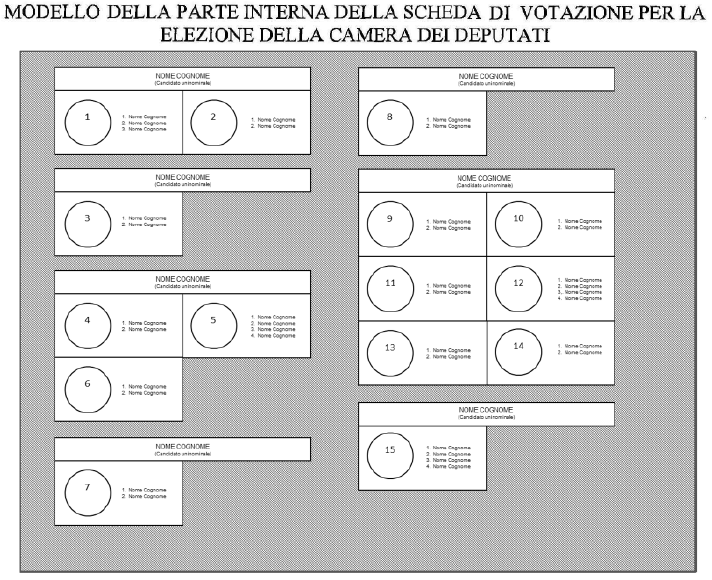 MODELLO DELLA PARTE INTERNA DELLA SCHEDA DI VOTAZIONE PER LA
ELEZIONE DELLA CAMERA DEI DEPUTATI
NOME COGNOME
(Candidato uninominale)
1
1. Nome Cognome
2. Nome Cognome
3. Nome Cognome
2
1. Nome Cognome
2. Nome Cognome
NOME COGNOME
(Candidato uninominale)
3
1. Nome Cognome
2. Nome Cognome
NOME COGNOME
(Candidato uninominale)
4
1. Nome Cognome
2. Nome Cognome
5
1. Nome Cognome
2. Nome Cognome
3. Nome Cognome
4. Nome Cognome
6
1. Nome Cognome
2. Nome Cognome
NOME COGNOME
(Candidato uninominale)
7
1. Nome Cognome
2. Nome Cognome
NOME COGNOME
(Candidato uninominale)
8
1. Nome Cognome
2. Nome Cognome
NOME COGNOME
(Candidato uninominale)
9
1. Nome Cognome
2. Nome Cognome
10
1. Nome Cognome
2. Nome Cognome
11
1. Nome Cognome
2. Nome Cognome
12
1. Nome Cognome
2. Nome Cognome
3. Nome Cognome
4. Nome Cognome
13
1. Nome Cognome
2. Nome Cognome
14
1. Nome Cognome
2. Nome Cognome
NOME COGNOME
(Candidato uninominale)
15
1. Nome Cognome
2. Nome Cognome
3. Nome Cognome
4. Nome Cognome